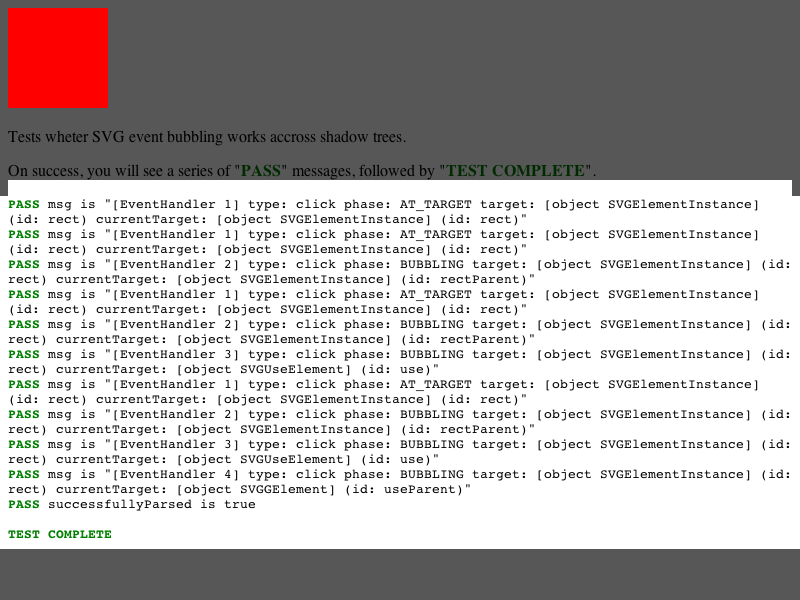 Tests wheter SVG event bubbling works accross shadow trees.
On success, you will see a series of "PASS" messages, followed by "TEST COMPLETE".
PASS msg is "[EventHandler 1] type: click phase: AT_TARGET target: [object SVGElementInstance]
(id: rect) currentTarget: [object SVGElementInstance] (id: rect)"
PASS msg is "[EventHandler 1] type: click phase: AT_TARGET target: [object SVGElementInstance]
(id: rect) currentTarget: [object SVGElementInstance] (id: rect)"
PASS msg is "[EventHandler 2] type: click phase: BUBBLING target: [object SVGElementInstance] (id:
rect) currentTarget: [object SVGElementInstance] (id: rectParent)"
PASS msg is "[EventHandler 1] type: click phase: AT_TARGET target: [object SVGElementInstance]
(id: rect) currentTarget: [object SVGElementInstance] (id: rect)"
PASS msg is "[EventHandler 2] type: click phase: BUBBLING target: [object SVGElementInstance] (id:
rect) currentTarget: [object SVGElementInstance] (id: rectParent)"
PASS msg is "[EventHandler 3] type: click phase: BUBBLING target: [object SVGElementInstance] (id:
rect) currentTarget: [object SVGUseElement] (id: use)"
PASS msg is "[EventHandler 1] type: click phase: AT_TARGET target: [object SVGElementInstance]
(id: rect) currentTarget: [object SVGElementInstance] (id: rect)"
PASS msg is "[EventHandler 2] type: click phase: BUBBLING target: [object SVGElementInstance] (id:
rect) currentTarget: [object SVGElementInstance] (id: rectParent)"
PASS msg is "[EventHandler 3] type: click phase: BUBBLING target: [object SVGElementInstance] (id:
rect) currentTarget: [object SVGUseElement] (id: use)"
PASS msg is "[EventHandler 4] type: click phase: BUBBLING target: [object SVGElementInstance] (id:
rect) currentTarget: [object SVGGElement] (id: useParent)"
PASS successfullyParsed is true
TEST COMPLETE